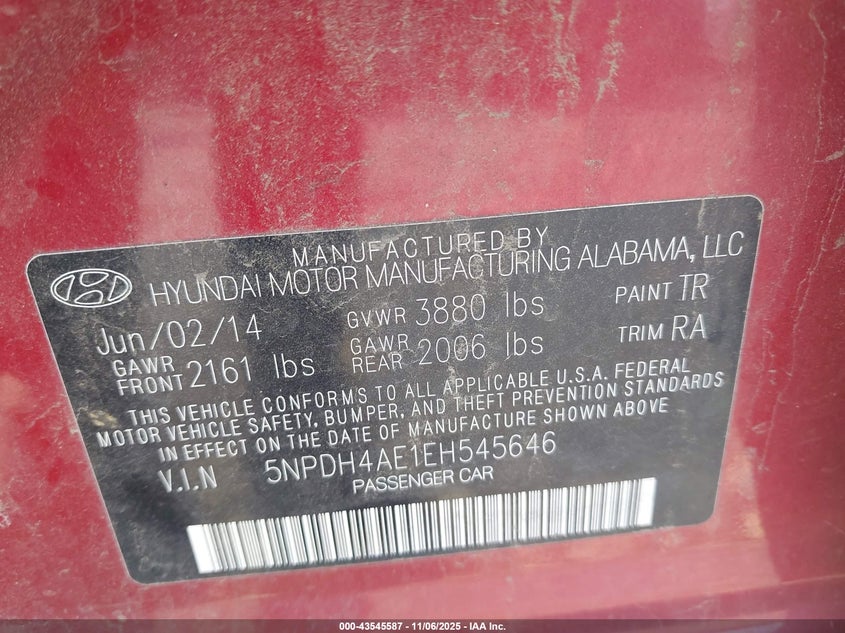 MANUFACTURED BY
HYUNDAI MOTOR MANUFACTURING ALABAMA, LLC
Jun/02/14 GVWR 3880 lbs PAINT TR
GAWR FRONT 2161 lbs GAWR REAR 2006 lbs TRIM RA
THIS VEHICLE CONFORMS TO ALL APPLICABLE U.S.A. FEDERAL
MOTOR VEHICLE SAFETY, BUMPER, AND THEFT PREVENTION STANDARDS
IN EFFECT ON THE DATE OF MANUFACTURE SHOWN ABOVE
V.I.N 5NPDH4AE1EH545646
PASSENGER CAR
000-43545587 - 11/06/2025 - IAA Inc.